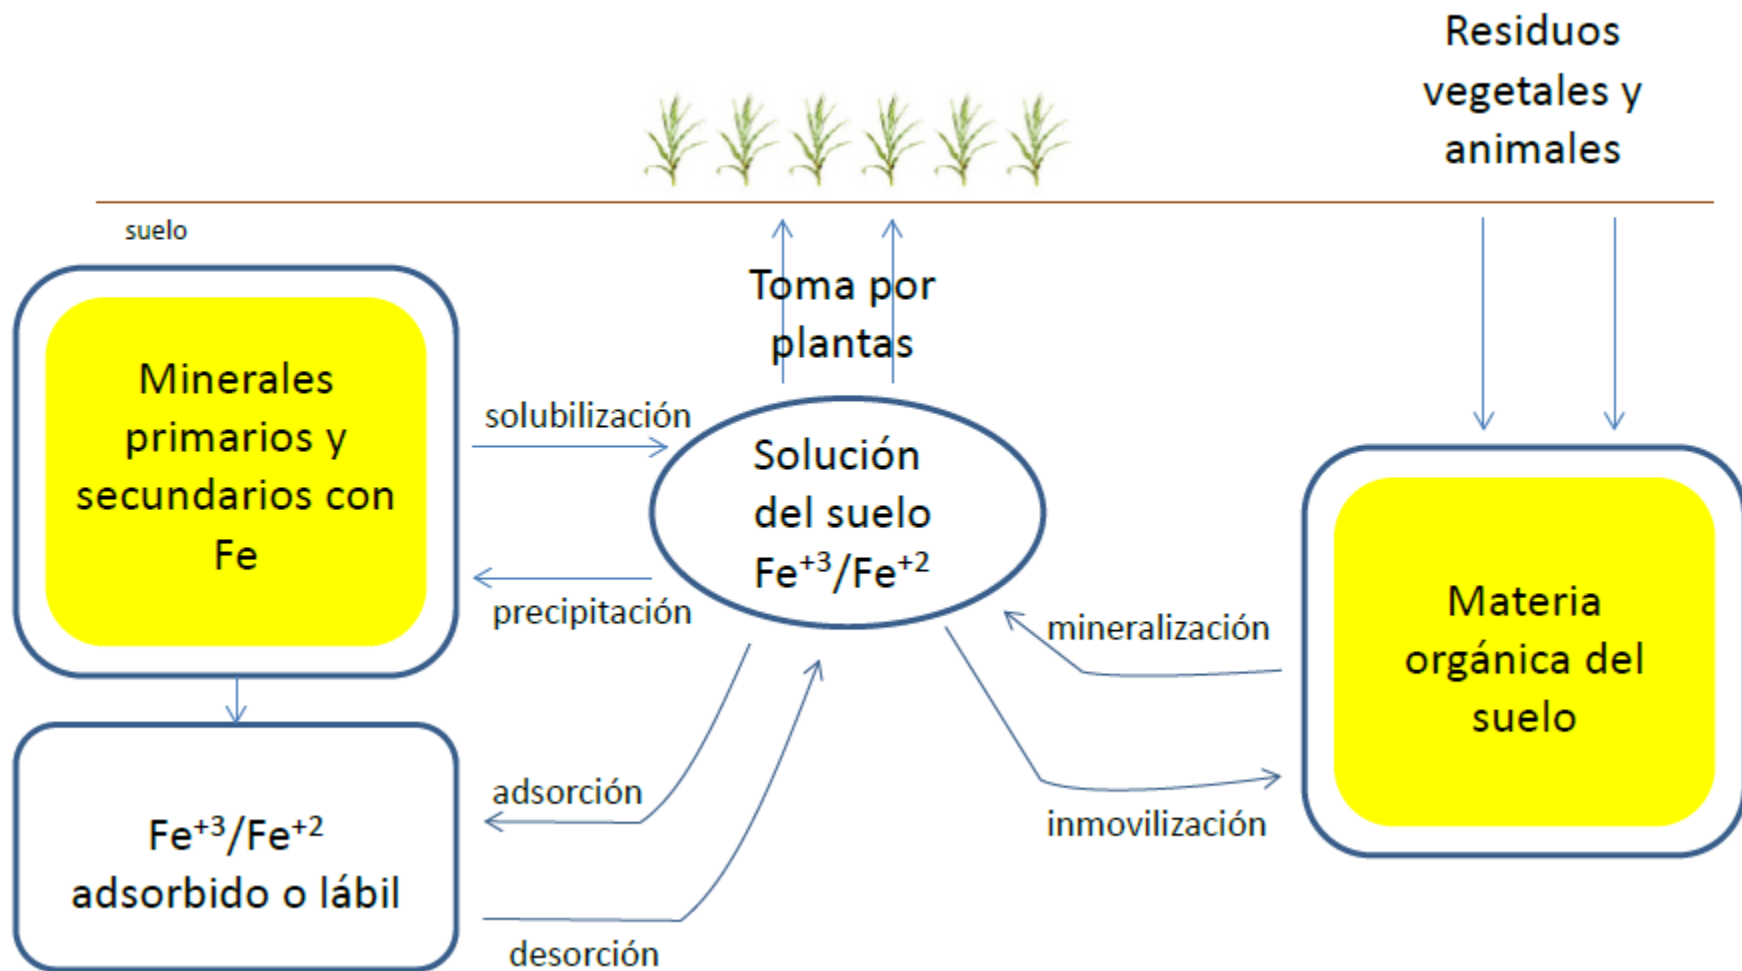 Residuos
vegetales y
animales
suelo
Toma por
plantas
Minerales
primarios y
secundarios con
Fe
solubilización
Solución
del suelo
Fe⁺³/Fe⁺²
precipitación
mineralización
Materia
orgánica del
suelo
adsorción
inmovilización
Fe⁺³/Fe⁺²
adsorbido o lábil
desorción